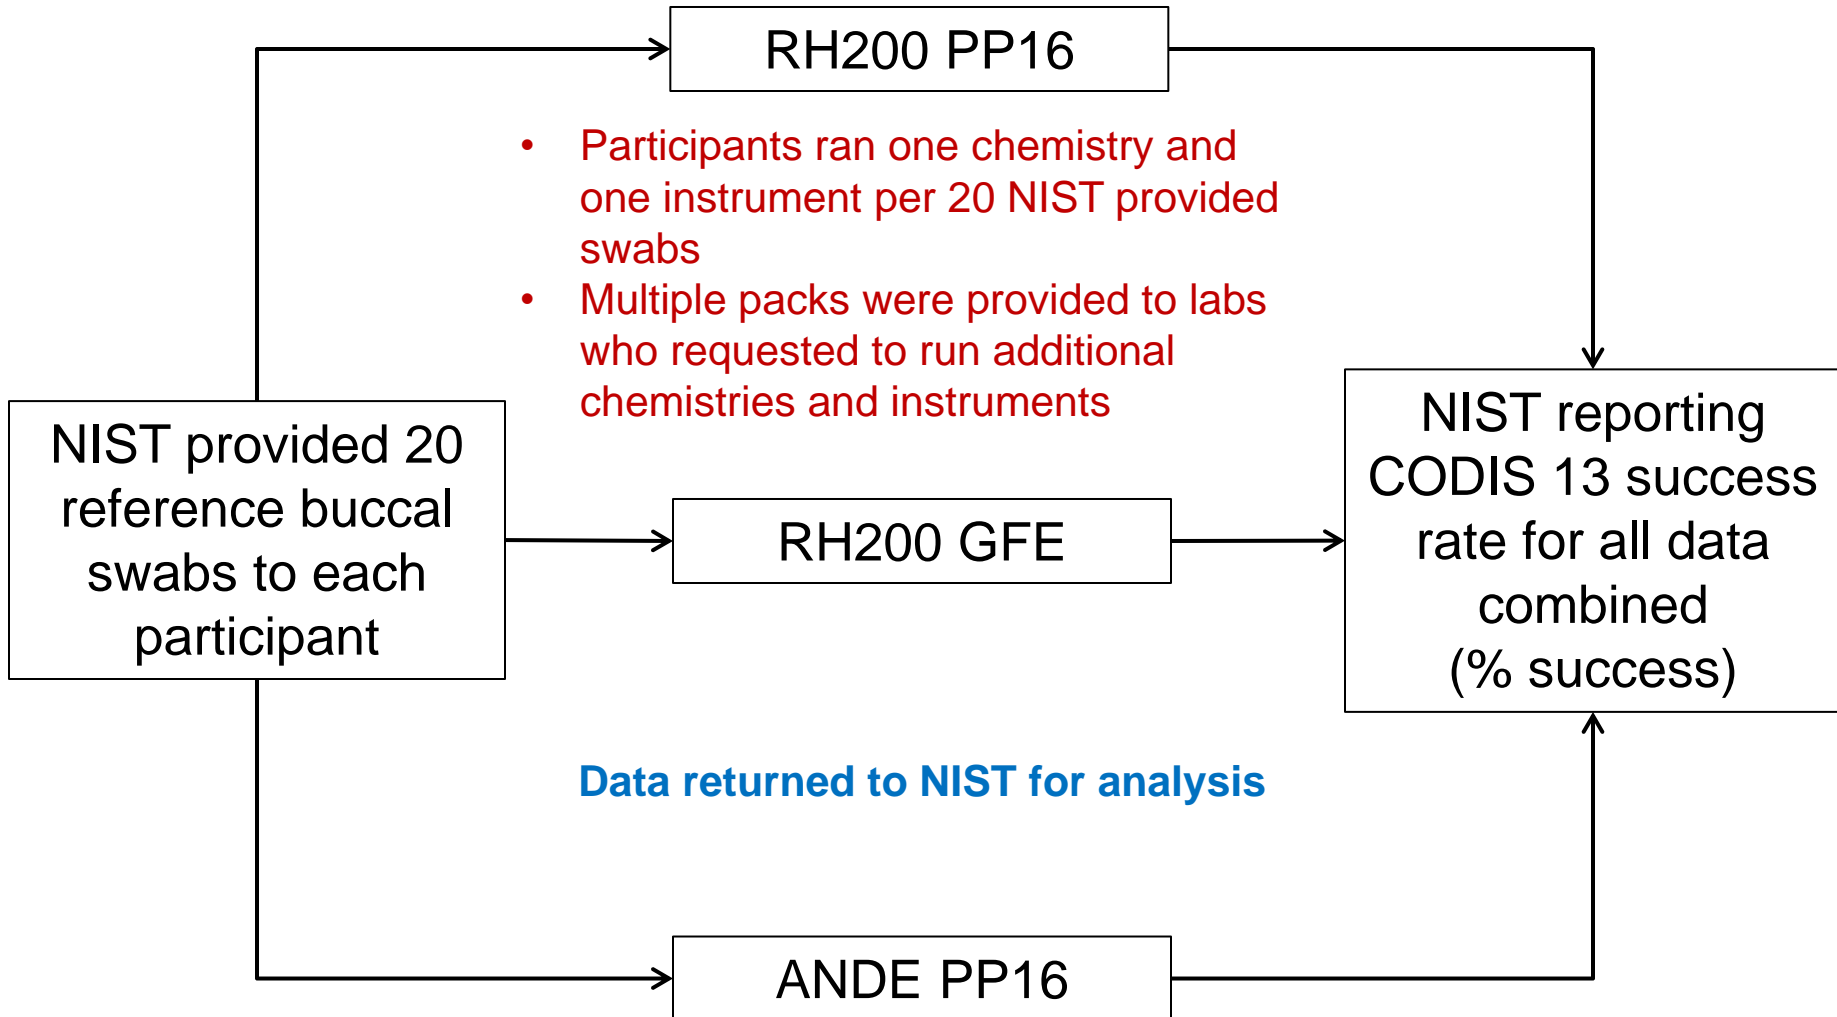 RH200 PP16
• Participants ran one chemistry and
one instrument per 20 NIST provided
swabs
• Multiple packs were provided to labs
who requested to run additional
chemistries and instruments
NIST provided 20
reference buccal
swabs to each
participant
RH200 GFE
NIST reporting
CODIS 13 success
rate for all data
combined
(% success)
Data returned to NIST for analysis
ANDE PP16